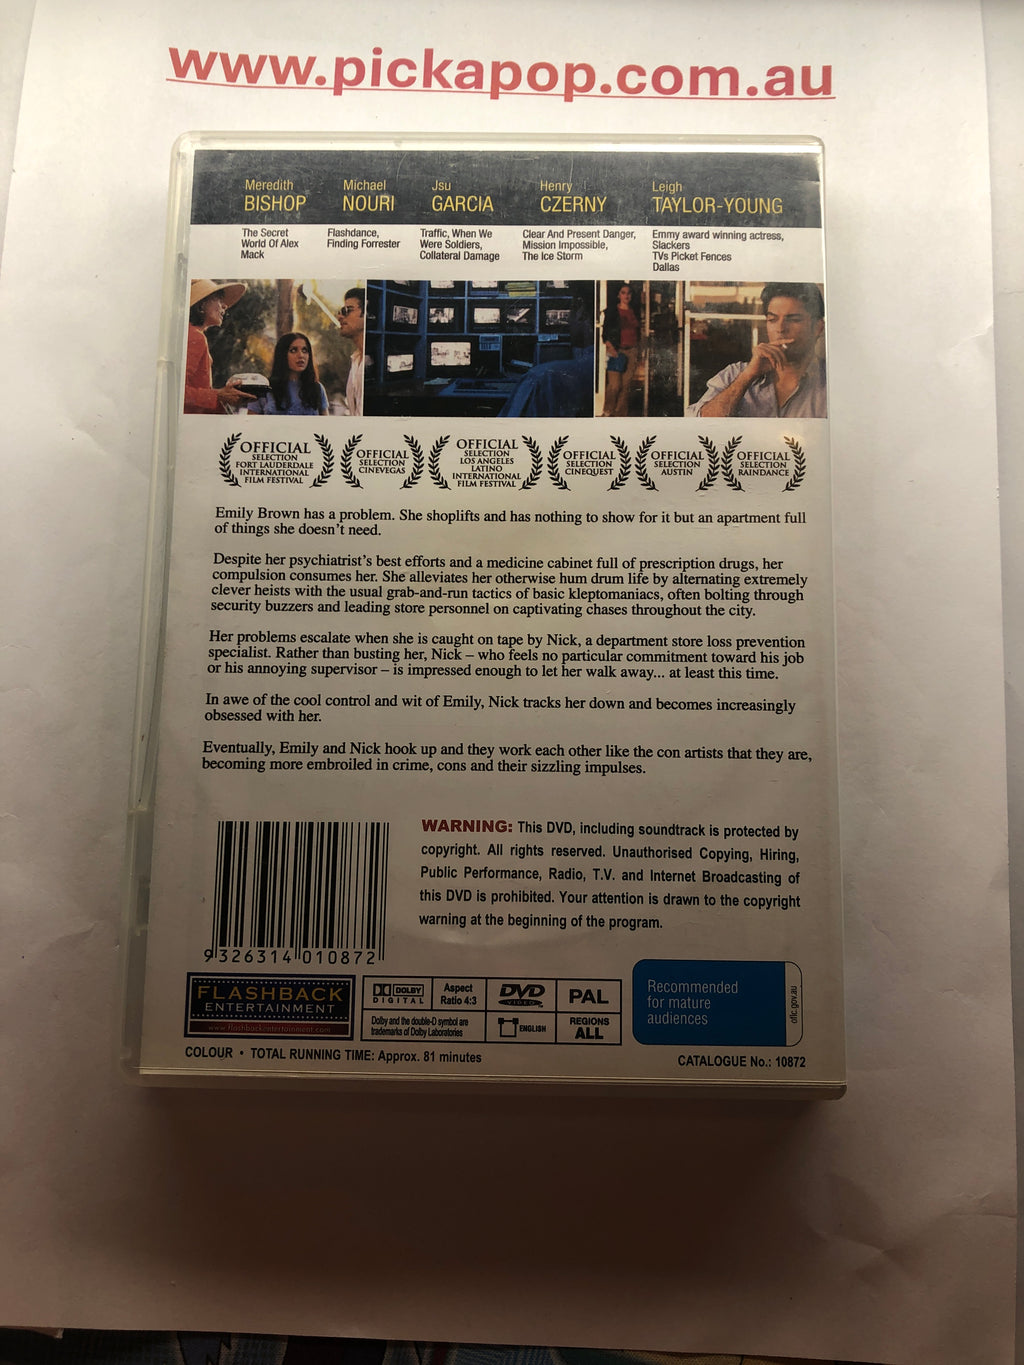 www.pickapop.com.au
Meredith Michael Jsu Henry Leigh
BISHOP NOURI GARCIA CZERNY TAYLOR-YOUNG
The Secret
World Of Alex
Mack
Flashdance,
Finding Forrester
Traffic, When We
Were Soldiers,
Collateral Damage
Clear And Present Danger,
Mission Impossible,
The Ice Storm
Emmy award winning actress,
Slackers
TVs Picket Fences
Dallas
OFFICIAL
SELECTION
FORT LAUDERDALE
INTERNATIONAL
FILM FESTIVAL
OFFICIAL
SELECTION
CINEVEGAS
OFFICIAL
SELECTION
LOS ANGELES
LATINO
INTERNATIONAL
FILM FESTIVAL
OFFICIAL
SELECTION
CINEQUEST
OFFICIAL
SELECTION
AUSTIN
OFFICIAL
SELECTION
RAINDANCE
Emily Brown has a problem. She shoplifts and has nothing to show for it but an apartment full
of things she doesn't need.
Despite her psychiatrist's best efforts and a medicine cabinet full of prescription drugs, her
compulsion consumes her. She alleviates her otherwise hum drum life by alternating extremely
clever heists with the usual grab-and-run tactics of basic kleptomaniacs, often bolting through
security buzzers and leading store personnel on captivating chases throughout the city.
Her problems escalate when she is caught on tape by Nick, a department store loss prevention
specialist. Rather than busting her, Nick – who feels no particular commitment toward his job
or his annoying supervisor – is impressed enough to let her walk away... at least this time.
In awe of the cool control and wit of Emily, Nick tracks her down and becomes increasingly
obsessed with her.
Eventually, Emily and Nick hook up and they work each other like the con artists that they are,
becoming more embroiled in crime, cons and their sizzling impulses.
WARNING: This DVD, including soundtrack is protected by
copyright. All rights reserved. Unauthorised Copying, Hiring,
Public Performance, Radio, T.V. and Internet Broadcasting of
this DVD is prohibited. Your attention is drawn to the copyright
warning at the beginning of the program.
9 326314 010872
FLASHBACK
ENTERTAINMENT
www.flashbackentertainment.com
DOLBY
DIGITAL
Aspect
Ratio 4:3
DVD
VIDEO
PAL
Dolby and the double-D symbol are
trademarks of Dolby Laboratories
ENGLISH
REGIONS
ALL
Recommended
for mature
audiences
oflc.gov.au
COLOUR • TOTAL RUNNING TIME: Approx. 81 minutes
CATALOGUE No.: 10872